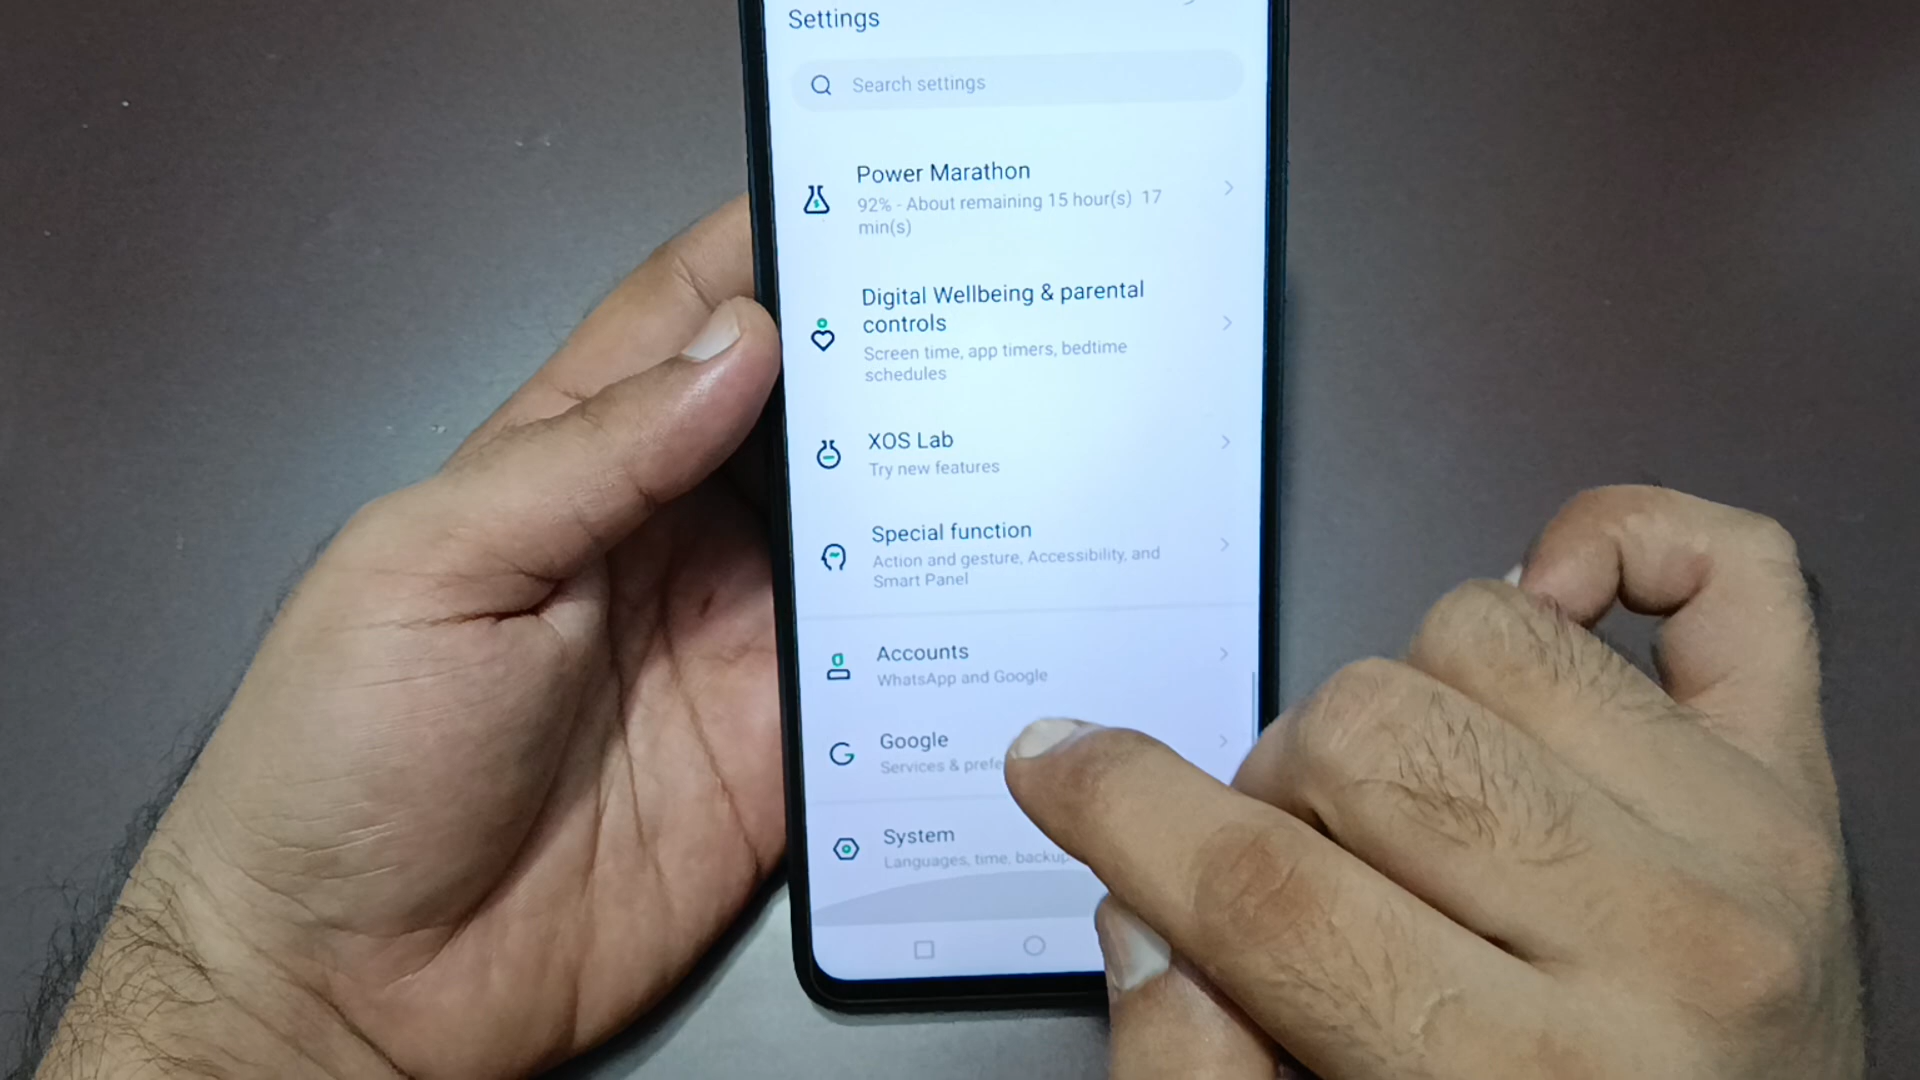 Settings
Search settings
Power Marathon
92% - About remaining 15 hour(s) 17
min(s)
Digital Wellbeing & parental
controls
Screen time, app timers, bedtime
schedules
XOS Lab
Try new features
Special function
Action and gesture, Accessibility, and
Smart Panel
Accounts
WhatsApp and Google
Google
Services &
System
Languages, time, backup